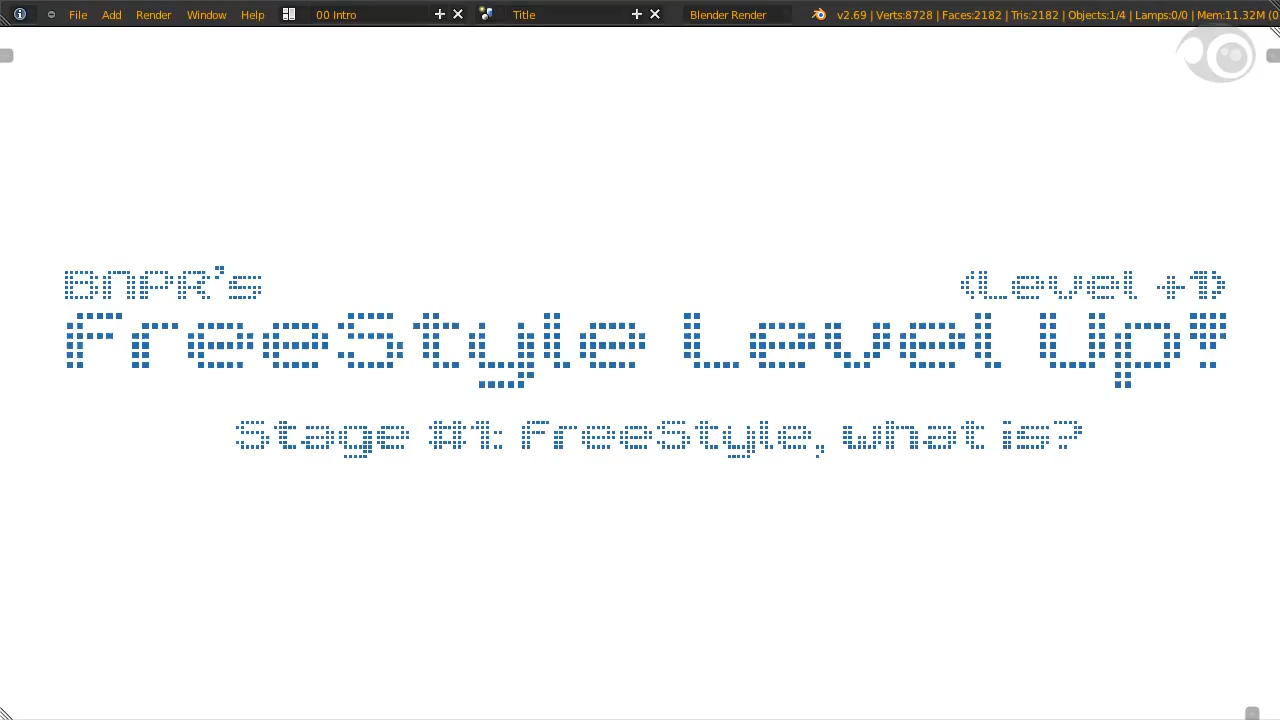 File Add Render Window Help 00 Intro Title Blender Render v2.69 | Verts:8728 | Faces:2182 | Tris:2182 | Objects:1/4 | Lamps:0/0 | Mem:11.32M (0
BNPR's (Level +1)
FreeStyle Level Up!
Stage #1: FreeStyle, what is?